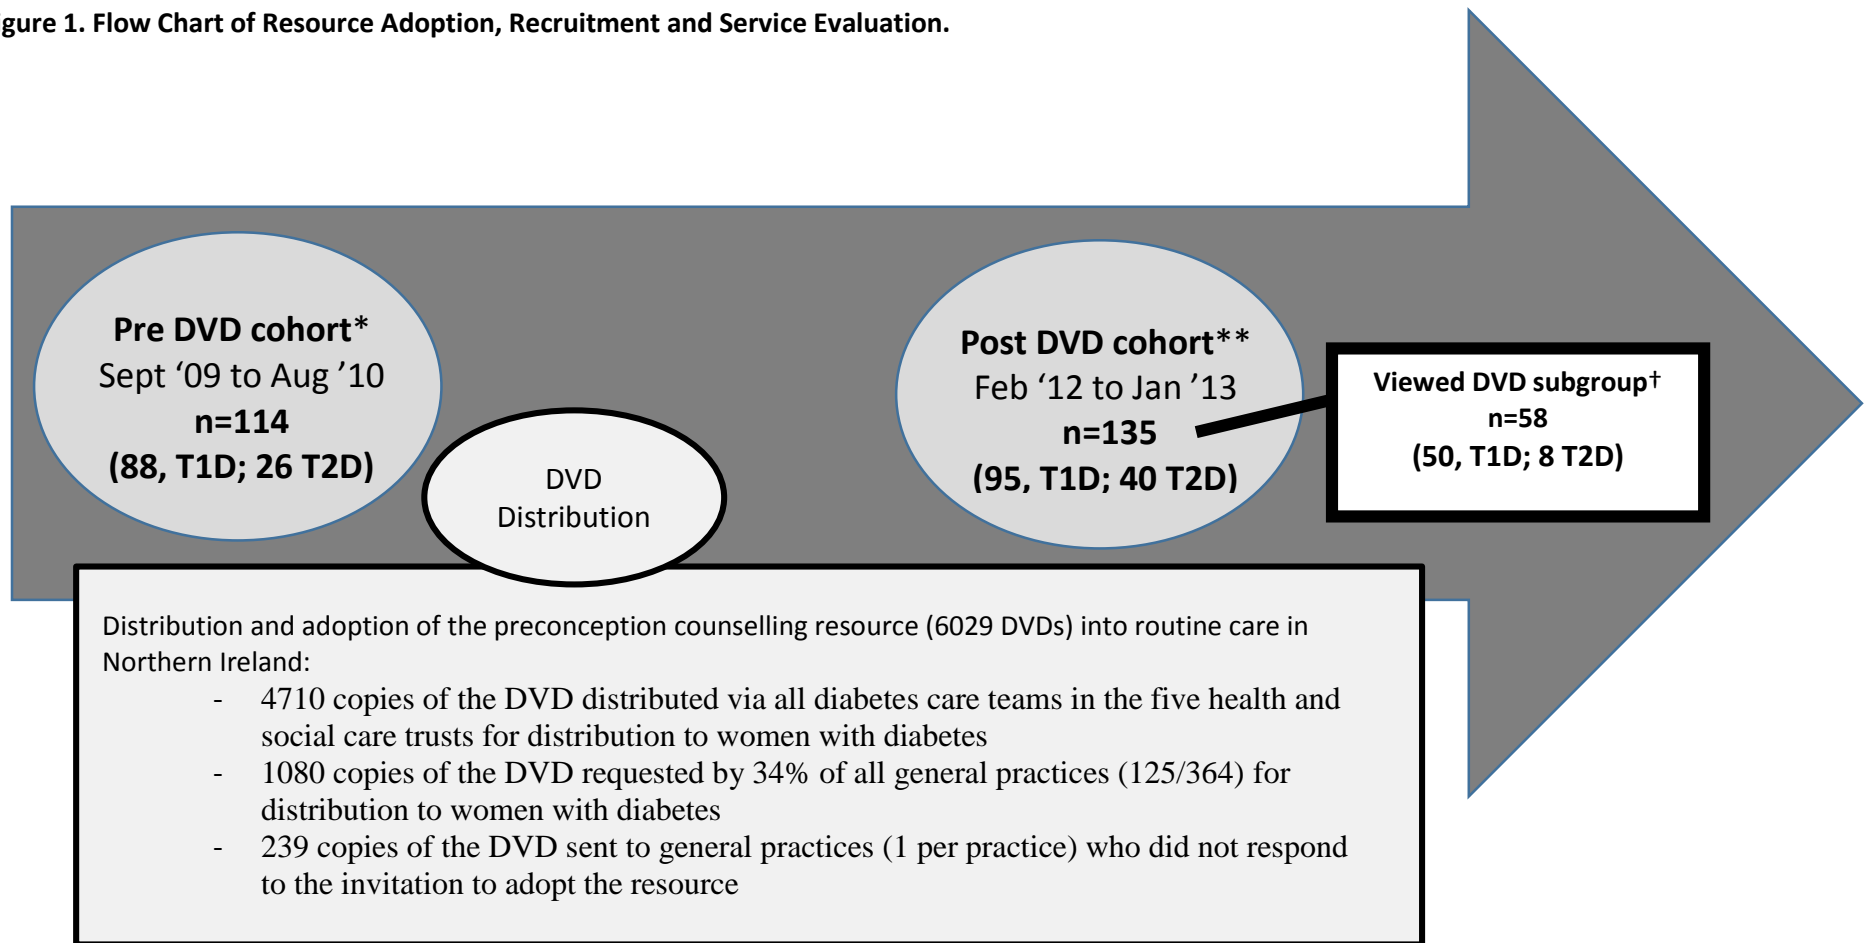 gure 1. Flow Chart of Resource Adoption, Recruitment and Service Evaluation.
Pre DVD cohort*
Sept ‘09 to Aug ’10
n=114
(88, T1D; 26 T2D)
DVD
Distribution
Post DVD cohort**
Feb ‘12 to Jan ’13
n=135
(95, T1D; 40 T2D)
Viewed DVD subgroup†
n=58
(50, T1D; 8 T2D)
Distribution and adoption of the preconception counselling resource (6029 DVDs) into routine care in
Northern Ireland:
- 4710 copies of the DVD distributed via all diabetes care teams in the five health and
social care trusts for distribution to women with diabetes
- 1080 copies of the DVD requested by 34% of all general practices (125/364) for
distribution to women with diabetes
- 239 copies of the DVD sent to general practices (1 per practice) who did not respond
to the invitation to adopt the resource